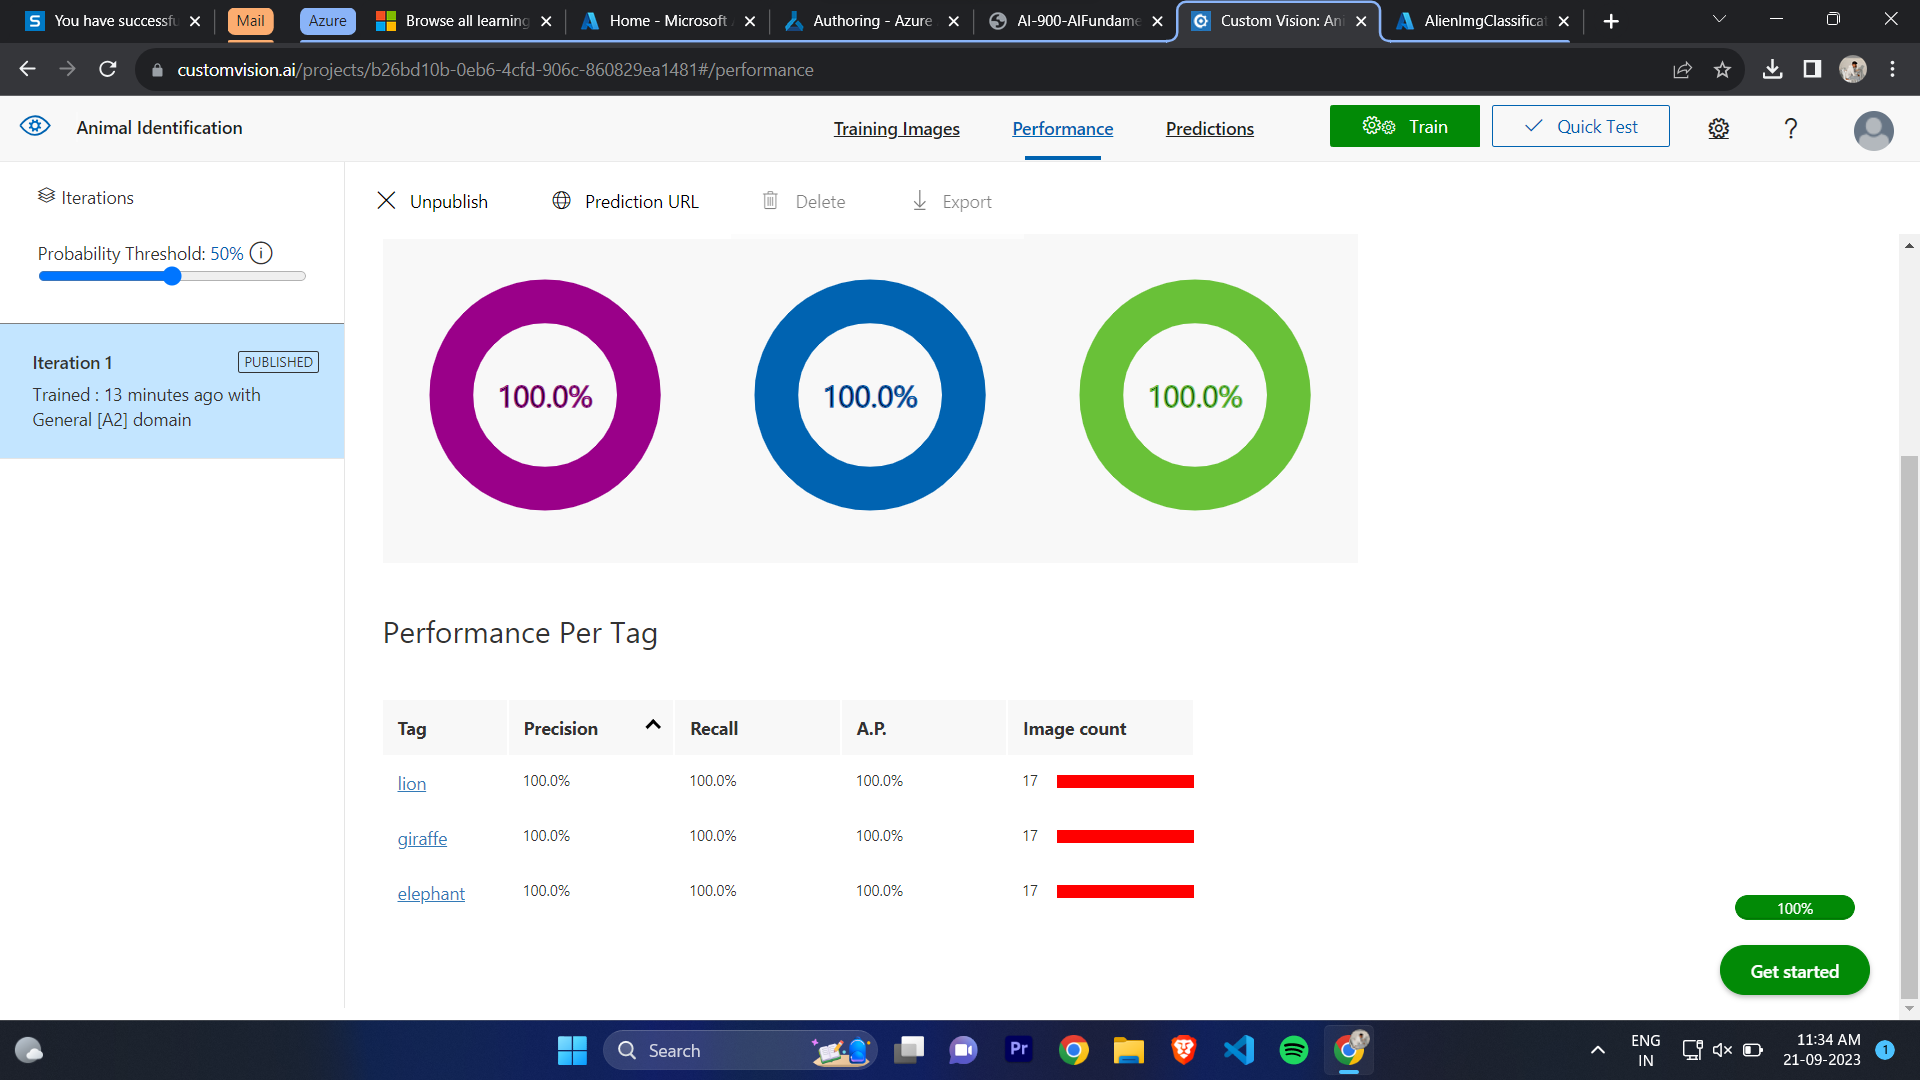 You have successfu
Mail
Azure
Browse all learning
Home - Microsoft
Authoring - Azure
AI-900-AIFundame
Custom Vision: Ani
AlienImgClassificat
customvision.ai/projects/b26bd10b-0eb6-4cfd-906c-860829ea1481#/performance
Animal Identification
Training Images
Performance
Predictions
Train
Quick Test
?
Iterations
Unpublish
Prediction URL
Delete
Export
Probability Threshold: 50%
Iteration 1
PUBLISHED
Trained : 13 minutes ago with
General [A2] domain
100.0%
100.0%
100.0%
Performance Per Tag
Tag Precision Recall A.P. Image count
lion 100.0% 100.0% 100.0% 17
giraffe 100.0% 100.0% 100.0% 17
elephant 100.0% 100.0% 100.0% 17
100%
Get started
Search
Pr
ENG
IN
11:34 AM
21-09-2023
1